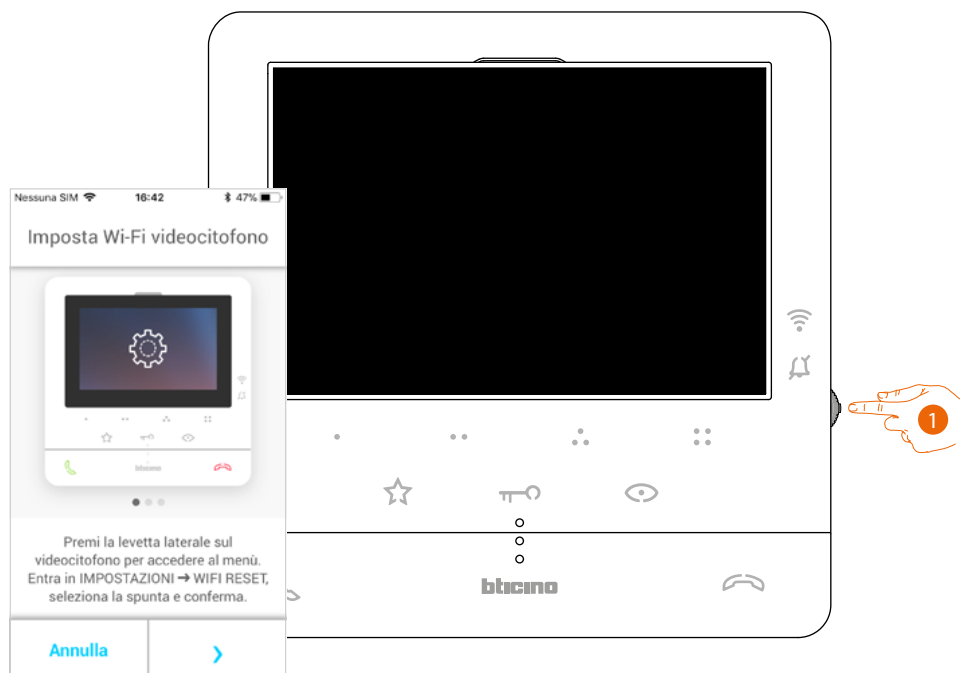 Nessuna SIM 16:42 47%
Imposta Wi-Fi videocitofono
bticino
Premi la levetta laterale sul
videocitofono per accedere al menù.
Entra in IMPOSTAZIONI → WIFI RESET,
seleziona la spunta e conferma.
Annulla
bticino
1